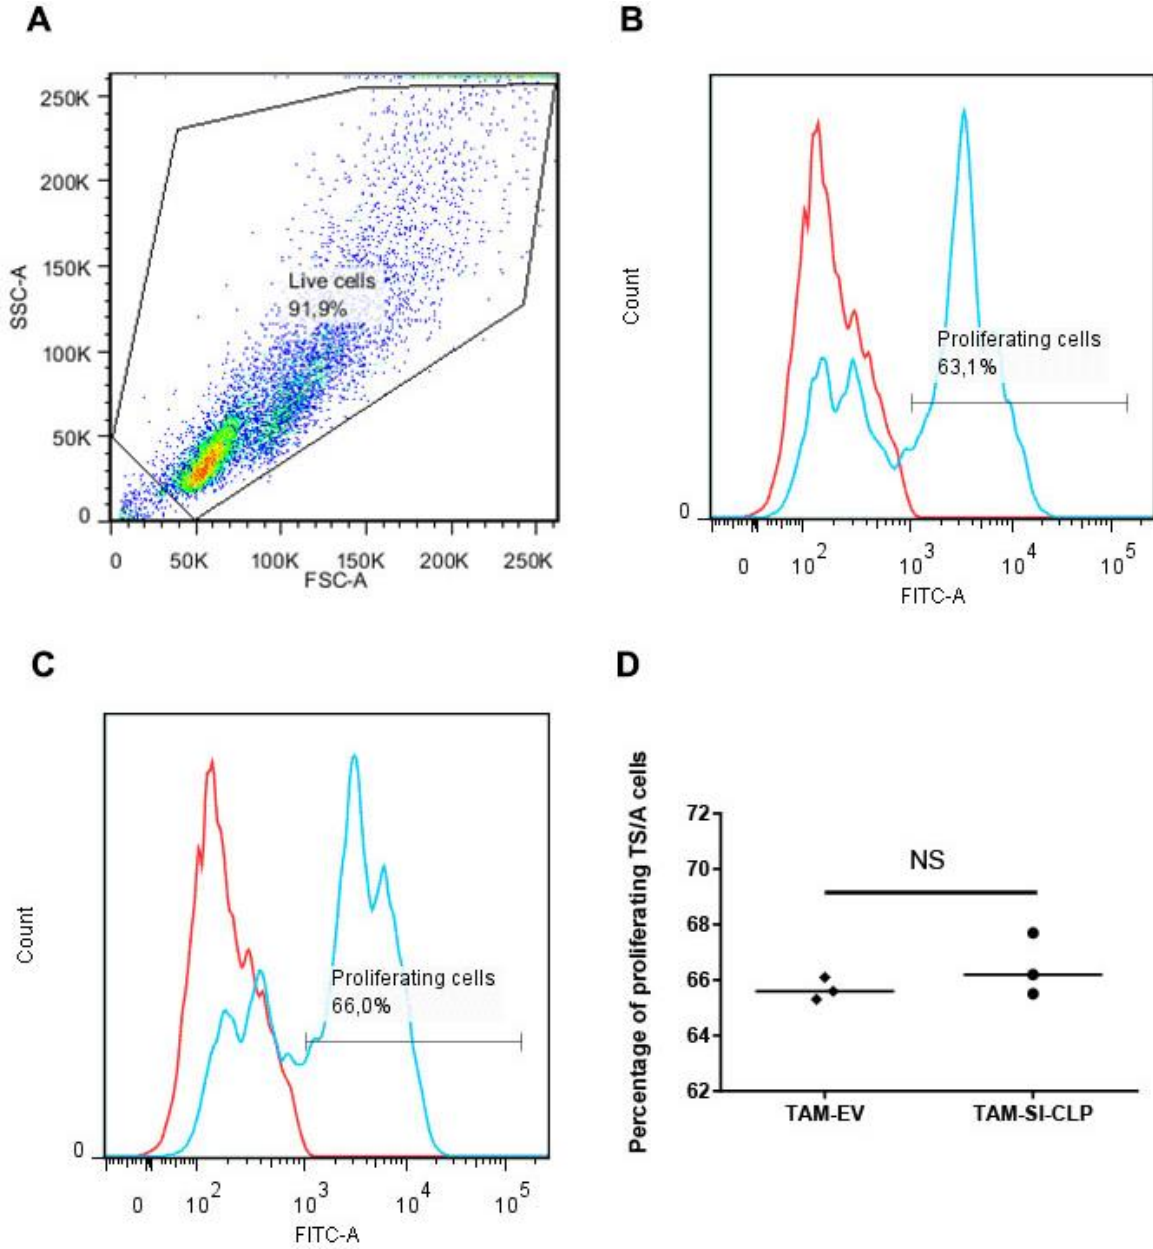 A
250K
200K
150K
100K
50K
0
SSC-A
Live cells
91,9%
0 50K 100K 150K 200K 250K
FSC-A
B
Count
0
Proliferating cells
63,1%
0 10^2 10^3 10^4 10^5
FITC-A
C
Count
0
Proliferating cells
66,0%
0 10^2 10^3 10^4 10^5
FITC-A
D
Percentage of proliferating TS/A cells
72
70
68
66
64
62
NS
TAM-EV TAM-SI-CLP